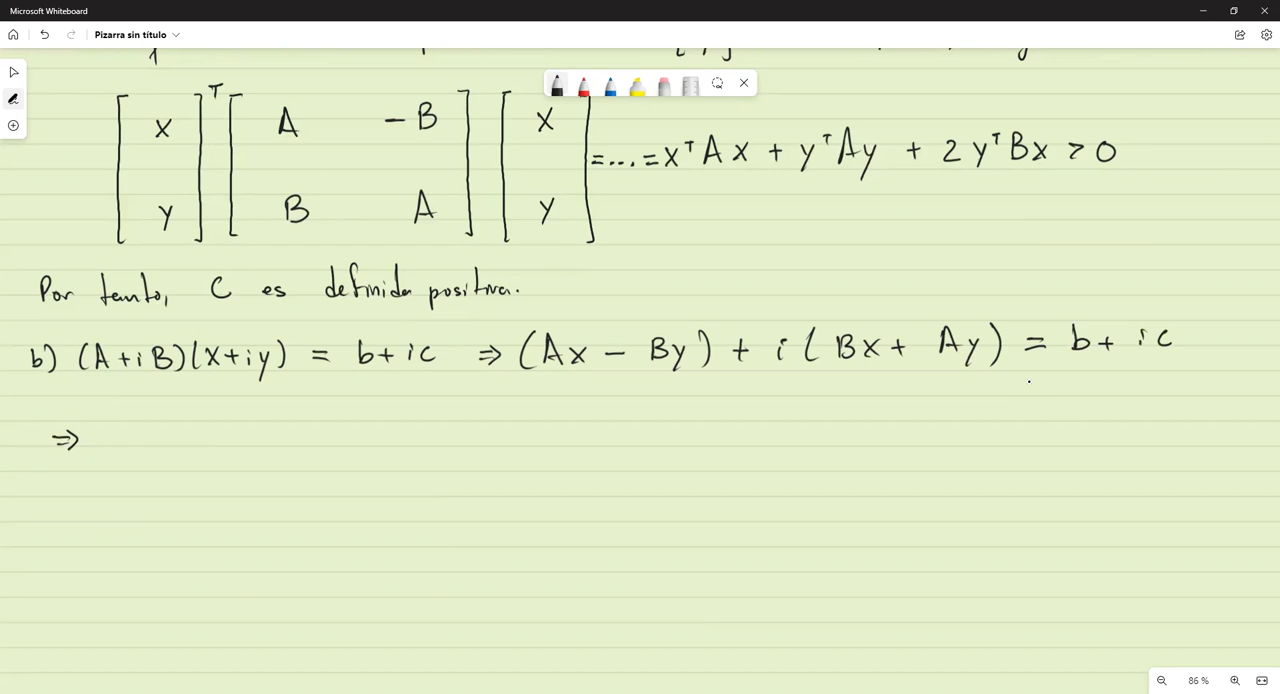 Microsoft Whiteboard
Pizarra sin título
[x y]ᵀ [A −B B A] [x y] =...= xᵀAx + yᵀAy + 2yᵀBx > 0
Por tanto, C es definida positiva.
b) (A+iB)(x+iy) = b+ic ⇒ (Ax − By) + i(Bx + Ay) = b + ic
⇒
86 %